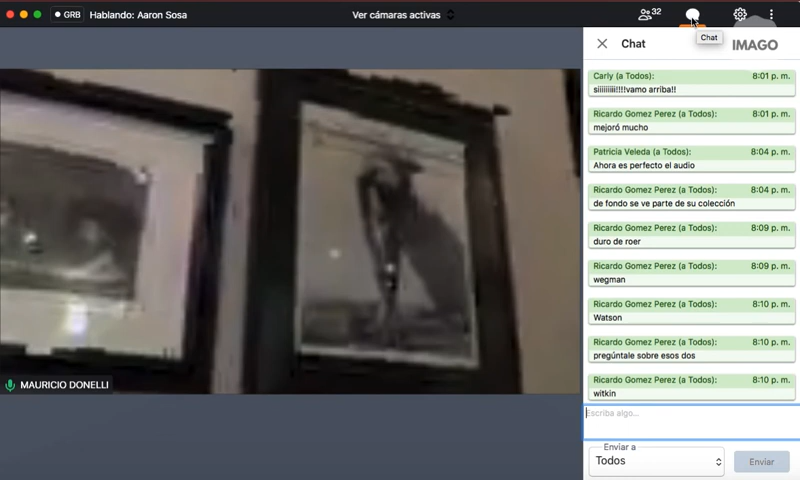 GRB
Hablando: Aaron Sosa
Ver cámaras activas
32
Chat
Chat
IMAGO
Carly (a Todos): 8:01 p. m.
siiiiiiiii!!!!vamo arriba!!
Ricardo Gomez Perez (a Todos): 8:01 p. m.
mejoró mucho
Patricia Veleda (a Todos): 8:04 p. m.
Ahora es perfecto el audio
Ricardo Gomez Perez (a Todos): 8:04 p. m.
de fondo se ve parte de su colección
Ricardo Gomez Perez (a Todos): 8:09 p. m.
duro de roer
Ricardo Gomez Perez (a Todos): 8:09 p. m.
wegman
Ricardo Gomez Perez (a Todos): 8:10 p. m.
Watson
Ricardo Gomez Perez (a Todos): 8:10 p. m.
pregúntale sobre esos dos
Ricardo Gomez Perez (a Todos): 8:10 p. m.
witkin
MAURICIO DONELLI
Escriba algo...
Enviar a
Todos
Enviar